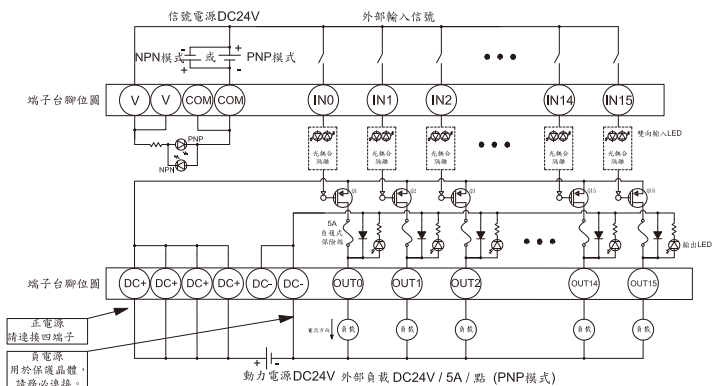 信號電源DC24V
外部輸入信號
NPN模式
或
PNP模式
端子台腳位圖
V
V
COM
COM
IN0
IN1
IN2
IN14
IN15
PNP
NPN
光耦合
隔離
光耦合
隔離
光耦合
隔離
光耦合
隔離
光耦合
隔離
雙向輸入LED
Q1
Q2
Q3
Q15
Q16
5A
自復式
保險絲
輸出LED
端子台腳位圖
DC+
DC+
DC+
DC+
DC-
DC-
OUT0
OUT1
OUT2
OUT14
OUT15
正電源
請連接四端子
負電源
用於保護晶體，
請務必連接。
電流方向
負載
負載
負載
負載
負載
動力電源DC24V 外部負載 DC24V / 5A / 點 (PNP模式)